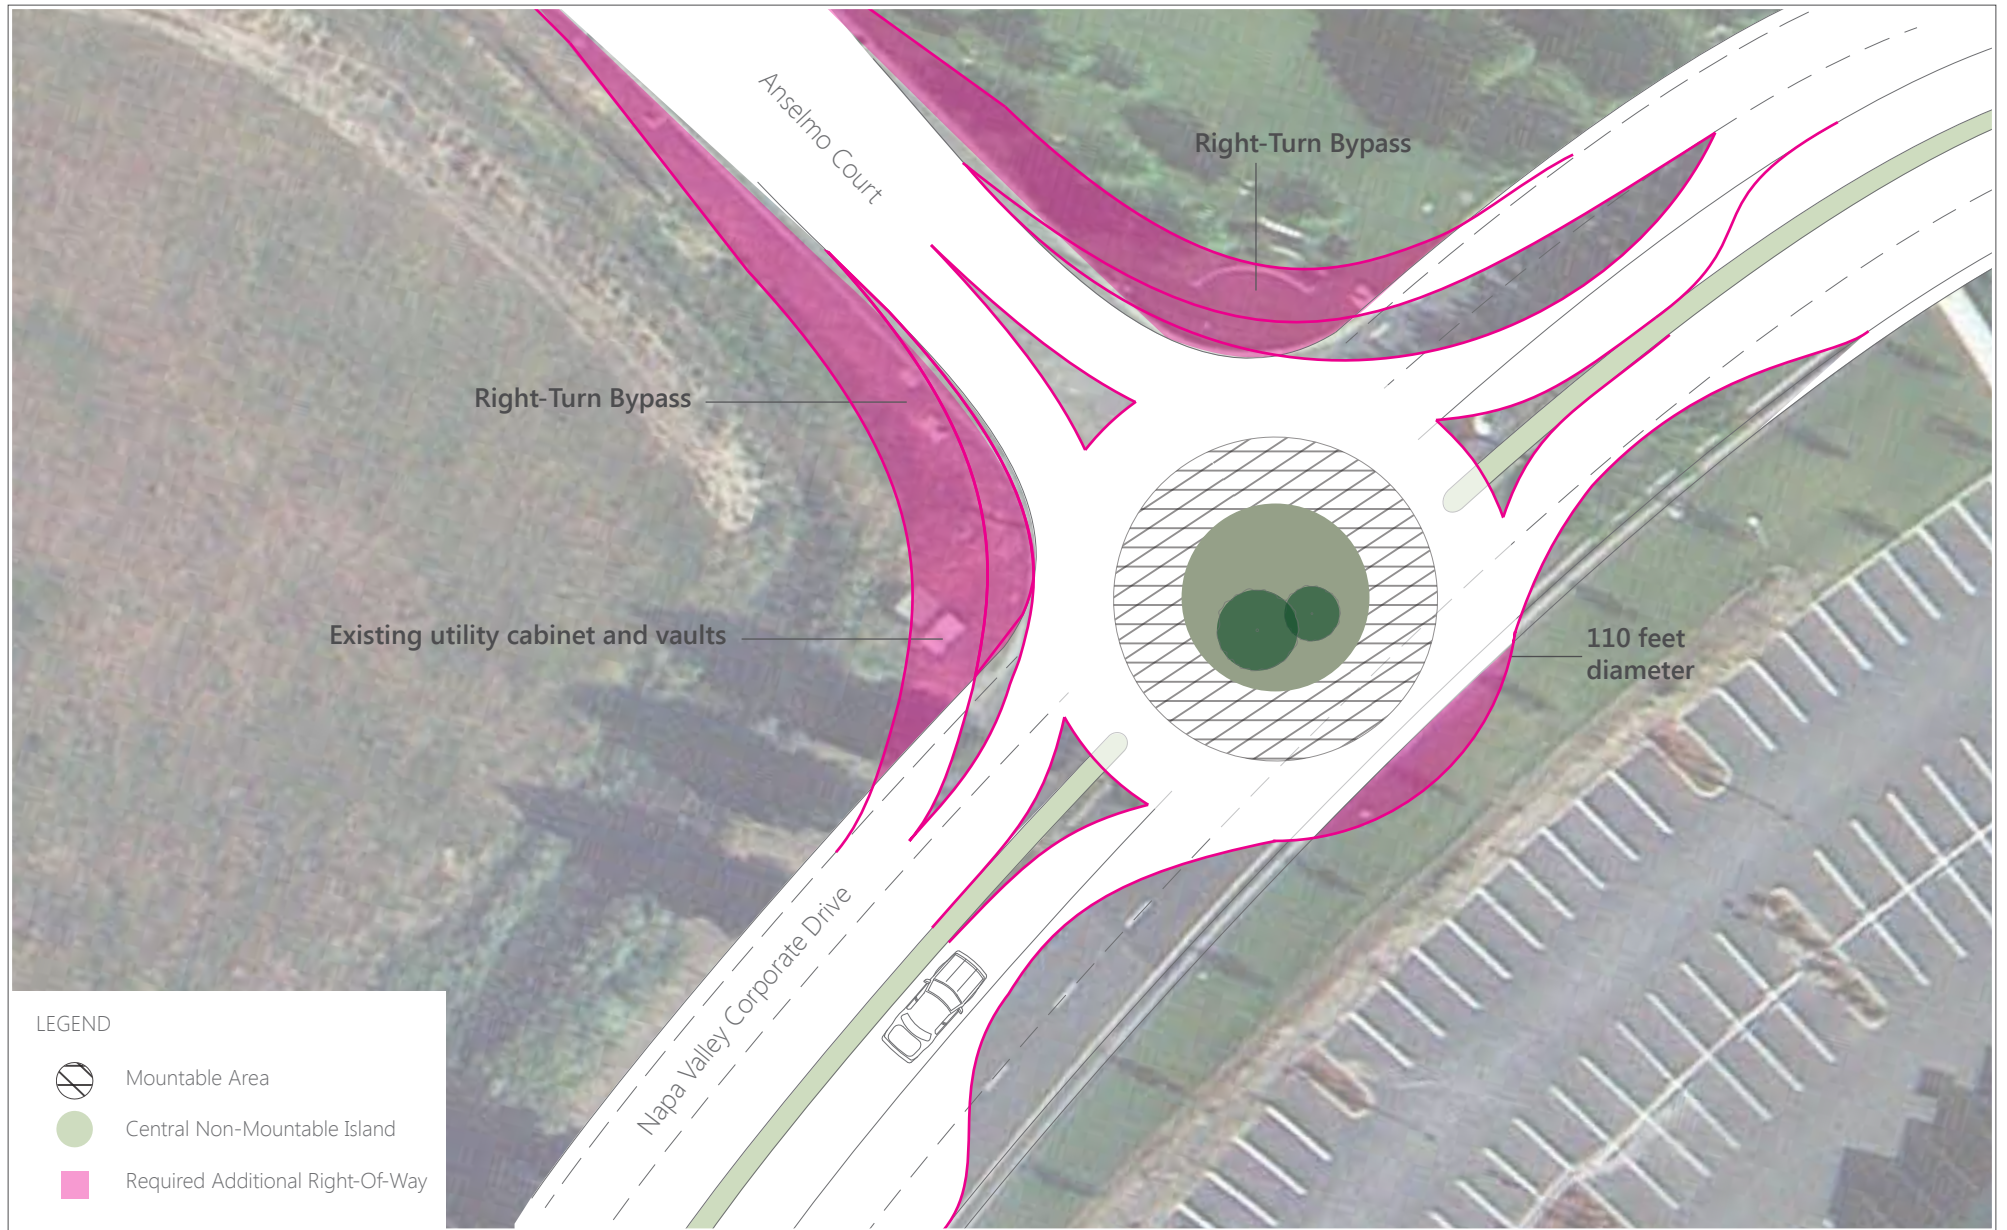 Anselmo Court
Right-Turn Bypass
Right-Turn Bypass
Existing utility cabinet and vaults
110 feet
diameter
Napa Valley Corporate Drive
LEGEND
Mountable Area
Central Non-Mountable Island
Required Additional Right-Of-Way